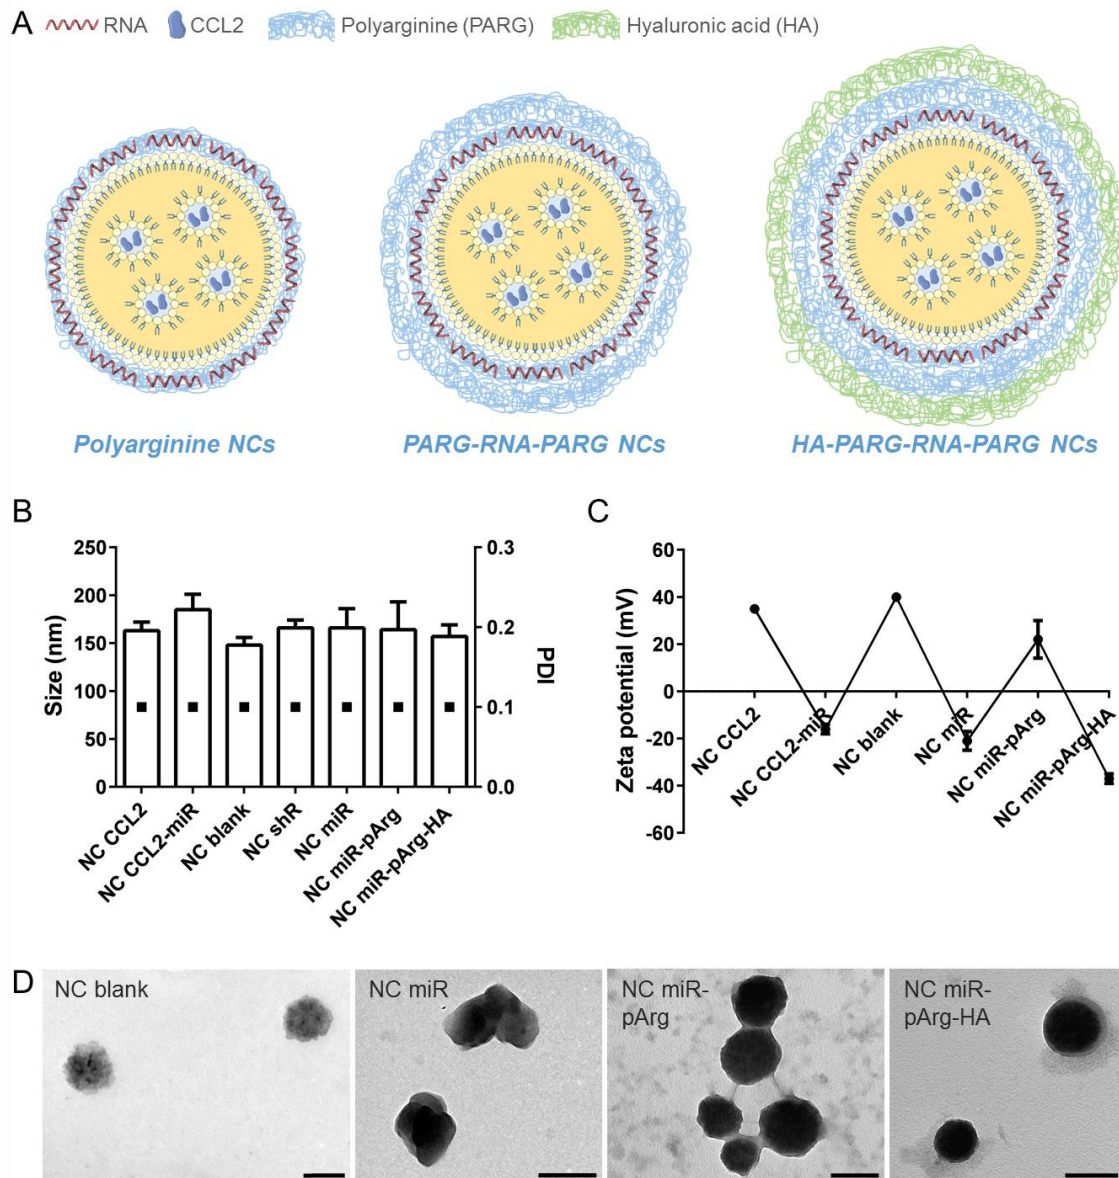 A RNA CCL2 Polyarginine (PARG) Hyaluronic acid (HA)
Polyarginine NCs PARG-RNA-PARG NCs HA-PARG-RNA-PARG NCs
B
250
200
150
100
50
0
Size (nm)
0.3
0.2
0.1
0.0
PDI
NC CCL2
NC CCL2-miR
NC blank
NC shR
NC miR
NC miR-pArg
NC miR-pArg-HA
C
60
40
20
0
-20
-40
-60
Zeta potential (mV)
NC CCL2
NC CCL2-miR
NC blank
NC miR
NC miR-pArg
NC miR-pArg-HA
D
NC blank
NC miR
NC miR-
pArg
NC miR-
pArg-HA